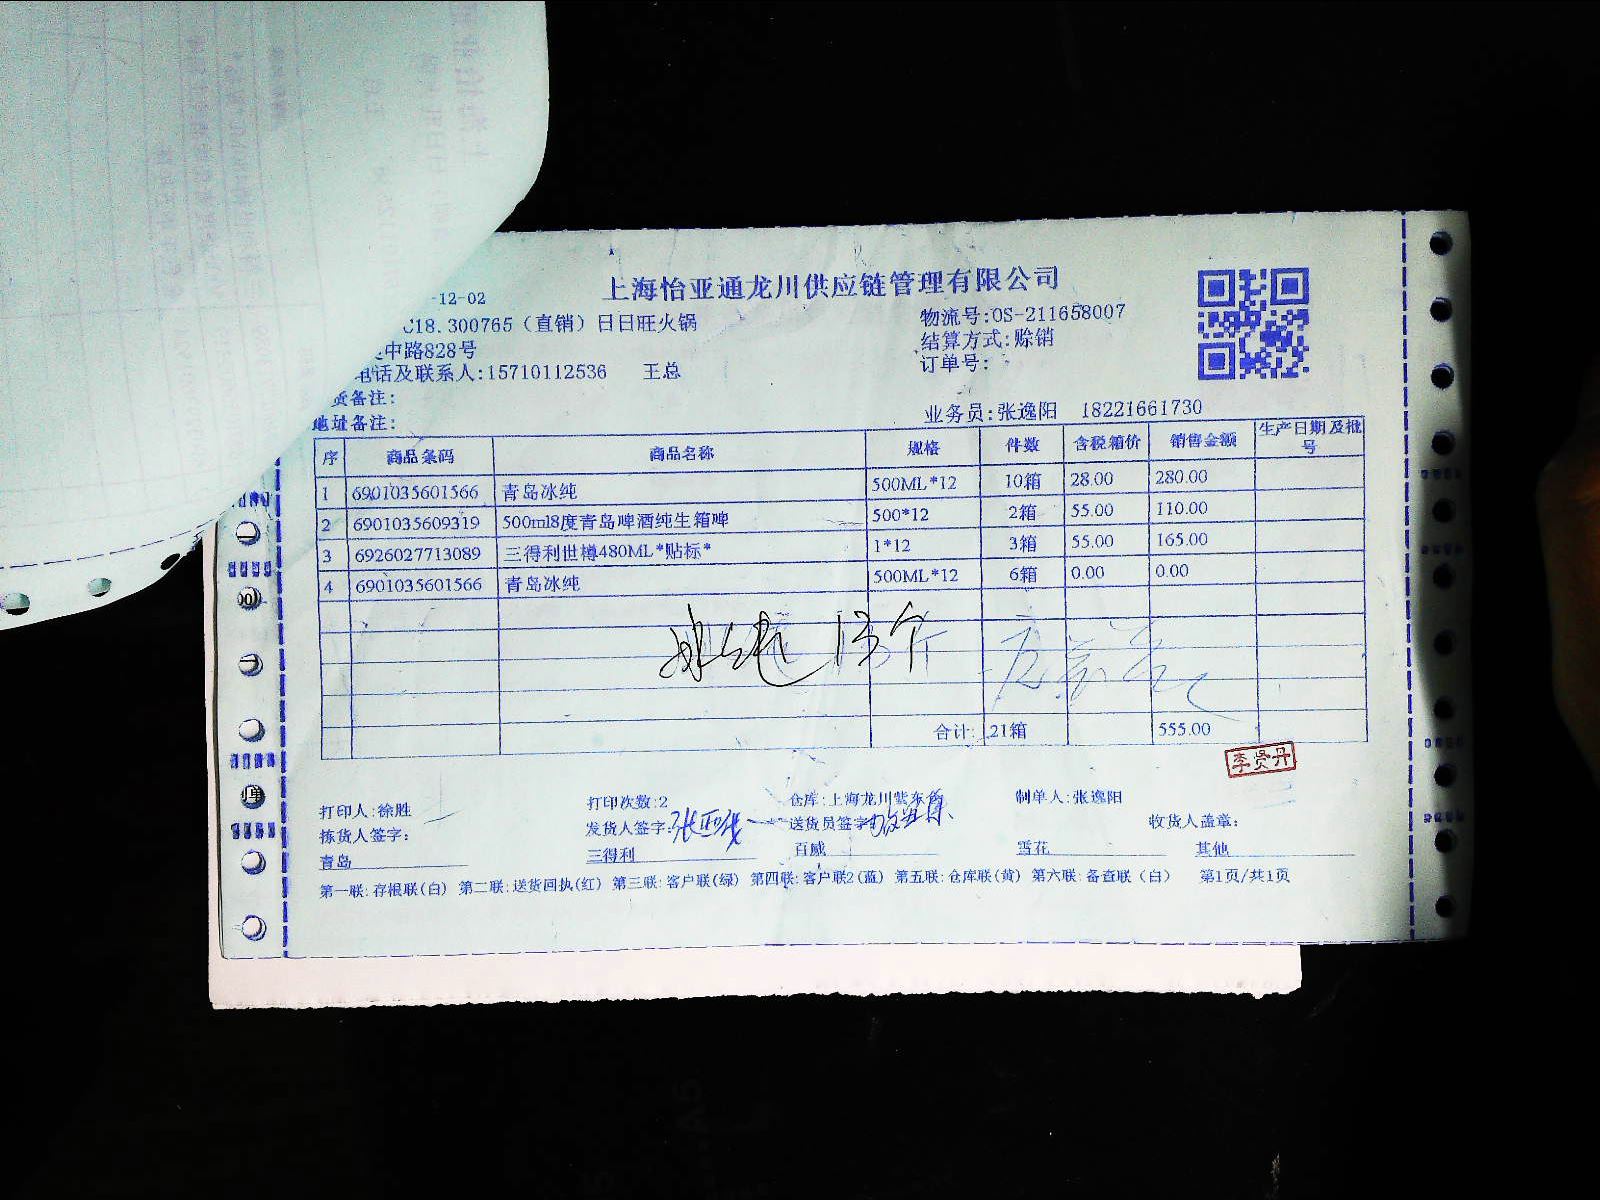 上海怡亚通龙川供应链管理有限公司
-12-02
C18.300765（直销）日日旺火锅
物流号:OS-211658007
中路828号
结算方式:赊销
电话及联系人:15710112536 王总
订单号:
货备注:
地址备注:
业务员:张逸阳 18221661730
序 商品条码 商品名称 规格 件数 含税箱价 销售金额 生产日期及批号
1 6901035601566 青岛冰纯 500ML*12 10箱 28.00 280.00
2 6901035609319 500ml8度青岛啤酒纯生箱啤 500*12 2箱 55.00 110.00
3 6926027713089 三得利世樽480ML*贴标* 1*12 3箱 55.00 165.00
4 6901035601566 青岛冰纯 500ML*12 6箱 0.00 0.00
合计: 21箱 555.00
李贤丹
打印人:徐胜 打印次数:2 仓库:上海龙川紫东 制单人:张逸阳
拣货人签字: 发货人签字: 送货员签字: 收货人盖章:
青岛 三得利 百威 雪花 其他
第一联:存根联(白) 第二联:送货回执(红) 第三联:客户联(绿) 第四联:客户联2(蓝) 第五联:仓库联(黄) 第六联:备查联（白） 第1页/共1页